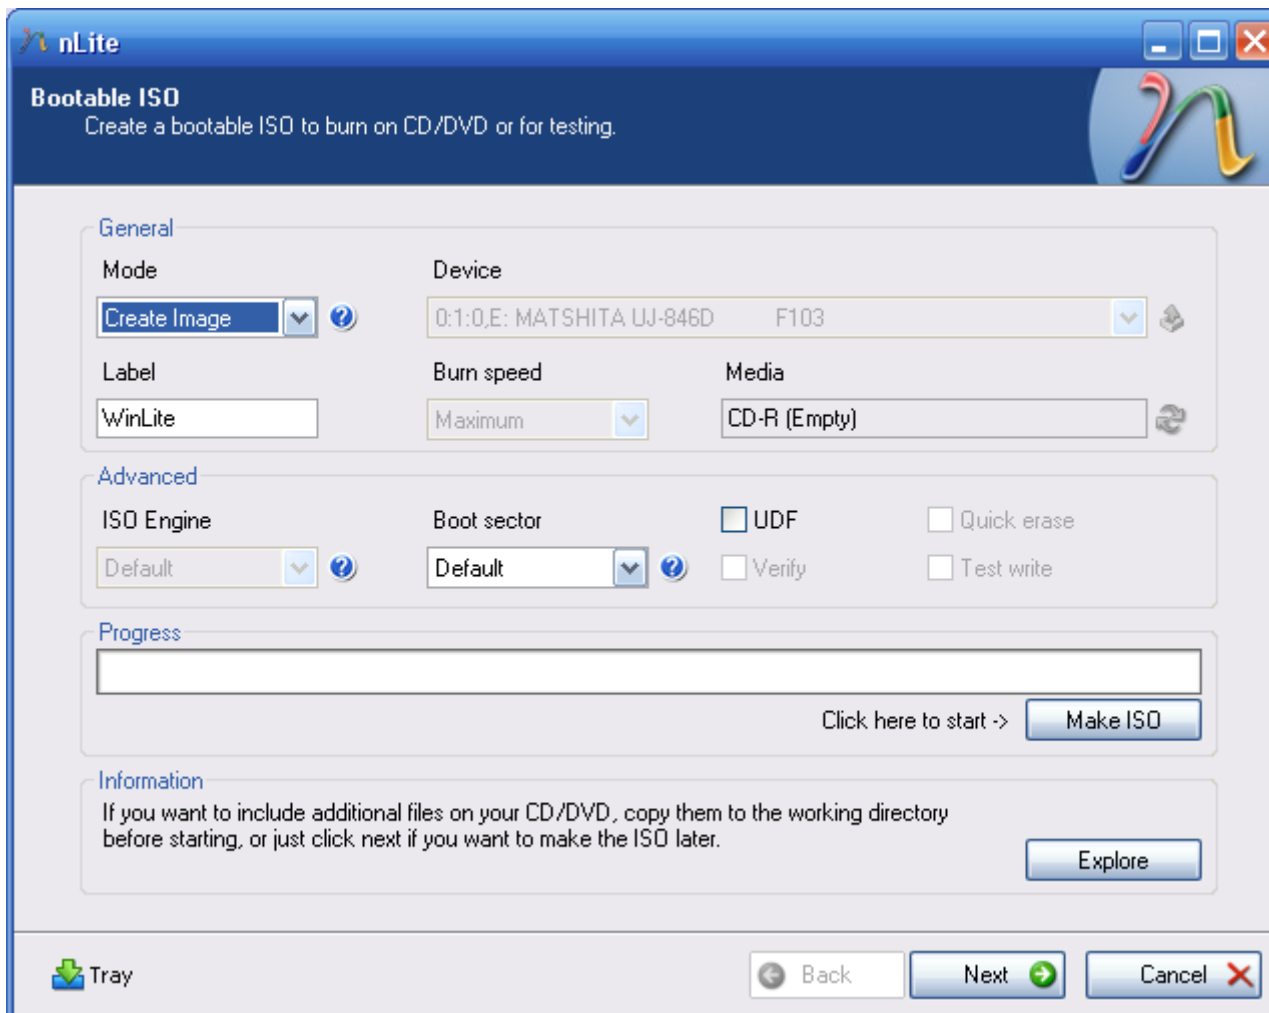 nLite
Bootable ISO
Create a bootable ISO to burn on CD/DVD or for testing.
General
Mode
Device
Create Image
0:1:0,E: MATSHITA UJ-846D F103
Label
Burn speed
Media
WinLite
Maximum
CD-R (Empty)
Advanced
ISO Engine
Boot sector
UDF
Quick erase
Default
Default
Verify
Test write
Progress
Click here to start ->
Make ISO
Information
If you want to include additional files on your CD/DVD, copy them to the working directory
before starting, or just click next if you want to make the ISO later.
Explore
Tray
Back
Next
Cancel